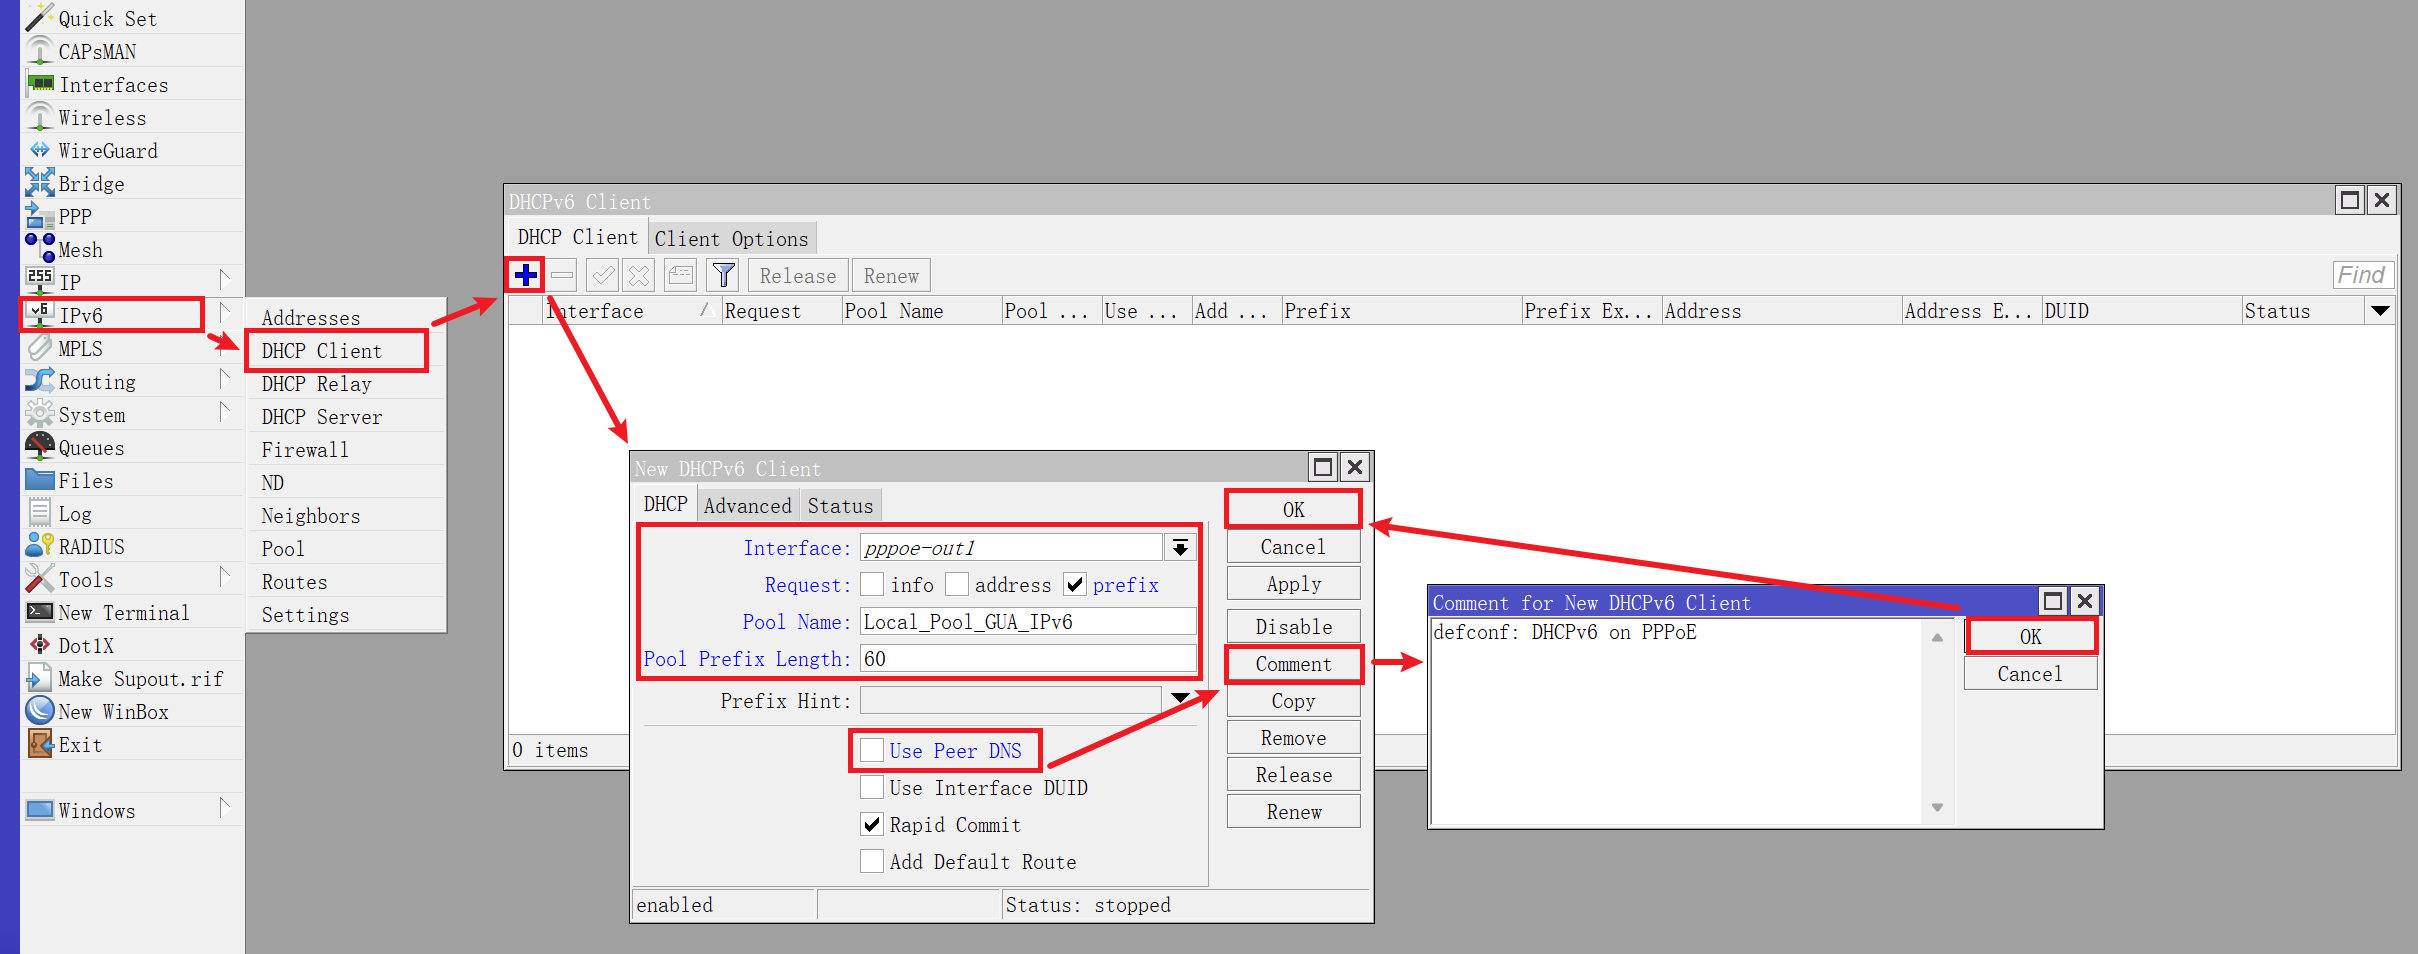 Quick Set
CAPsMAN
Interfaces
Wireless
WireGuard
Bridge
PPP
Mesh
255
IP
v6
IPv6
MPLS
Routing
System
Queues
Files
Log
RADIUS
Tools
New Terminal
Dot1X
Make Supout.rif
New WinBox
Exit
Windows
Addresses
DHCP Client
DHCP Relay
DHCP Server
Firewall
ND
Neighbors
Pool
Routes
Settings
DHCPv6 Client
DHCP Client Client Options
Release Renew Find
Interface Request Pool Name Pool ... Use ... Add ... Prefix Prefix Ex... Address Address E... DUID Status
0 items
New DHCPv6 Client
DHCP Advanced Status
Interface: pppoe-out1
Request: info address prefix
Pool Name: Local_Pool_GUA_IPv6
Pool Prefix Length: 60
Prefix Hint:
Use Peer DNS
Use Interface DUID
Rapid Commit
Add Default Route
OK
Cancel
Apply
Disable
Comment
Copy
Remove
Release
Renew
enabled Status: stopped
Comment for New DHCPv6 Client
defconf: DHCPv6 on PPPoE
OK
Cancel